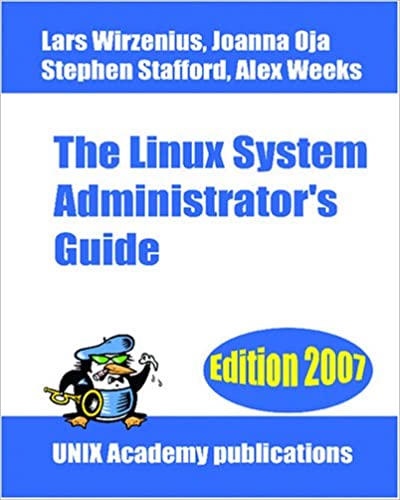 Lars Wirzenius, Joanna Oja
Stephen Stafford, Alex Weeks
The Linux System
Administrator's
Guide
Edition 2007
UNIX Academy publications